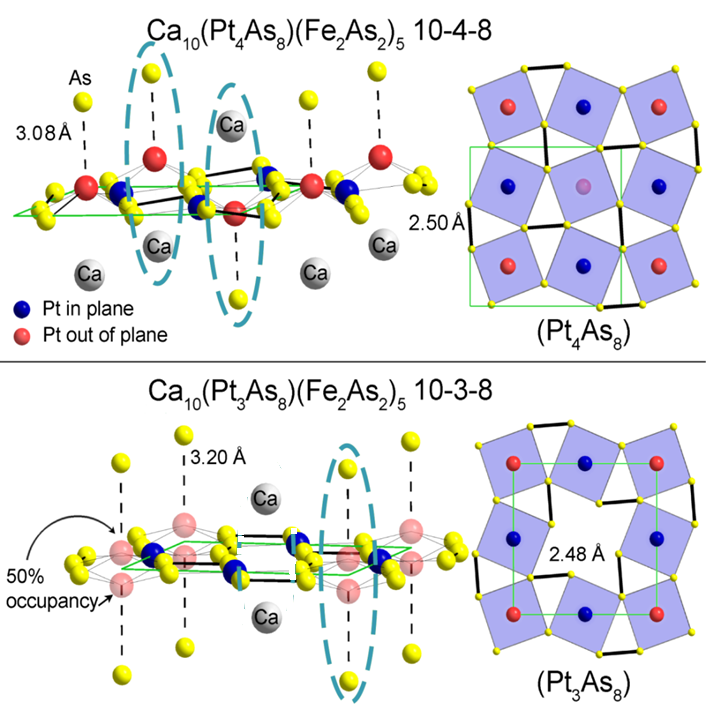 Ca₁₀(Pt₄As₈)(Fe₂As₂)₅ 10-4-8
As
3.08 Å
Ca
Ca
Ca
Ca
Ca
Pt in plane
Pt out of plane
2.50 Å
(Pt₄As₈)
Ca₁₀(Pt₃As₈)(Fe₂As₂)₅ 10-3-8
3.20 Å
Ca
50%
occupancy
Ca
2.48 Å
(Pt₃As₈)